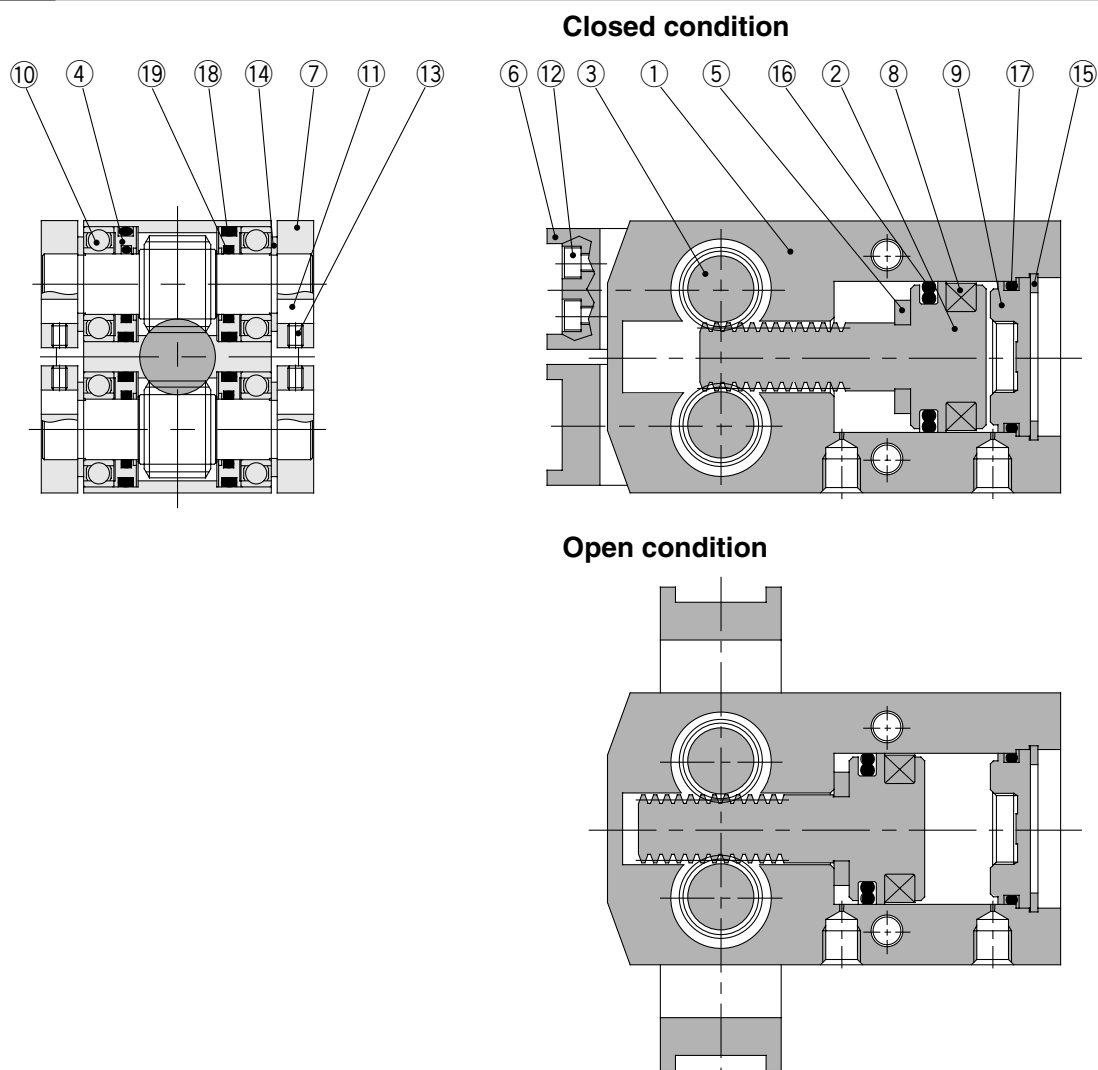 Closed condition
⑩ ④ ⑲ ⑱ ⑭ ⑦ ⑪ ⑬ ⑥ ⑫ ③ ① ⑤ ⑯ ② ⑧ ⑨ ⑰ ⑮
Open condition